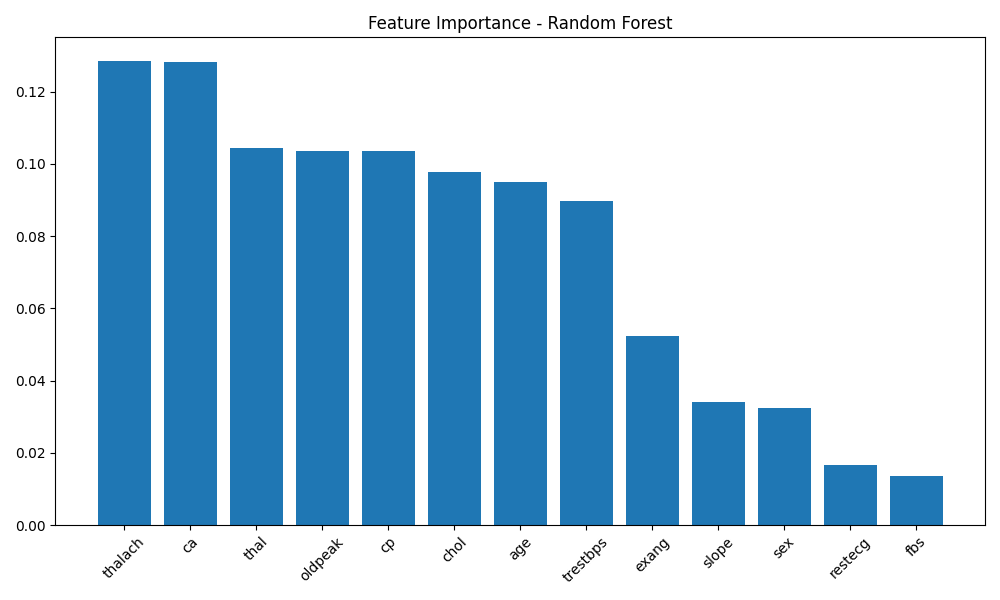 Feature Importance - Random Forest
0.12
0.10
0.08
0.06
0.04
0.02
0.00
thalach
ca
thal
oldpeak
cp
chol
age
trestbps
exang
slope
sex
restecg
fbs